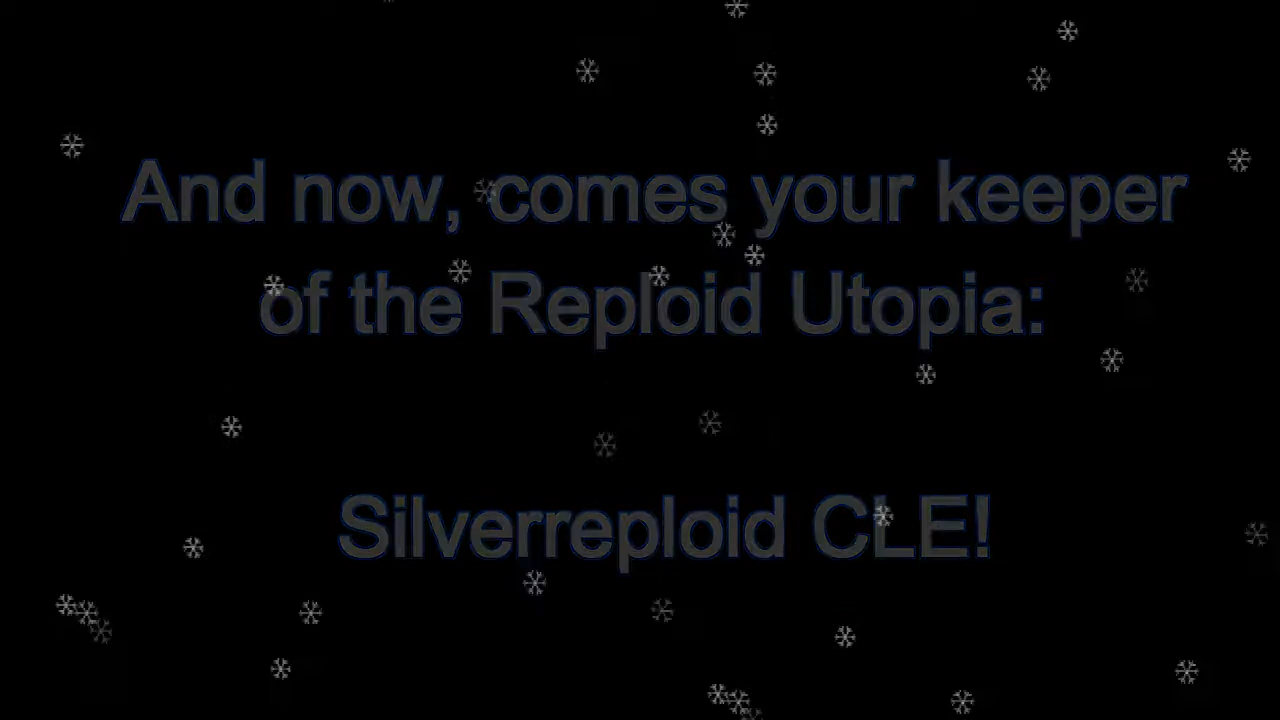 And now, comes your keeper
of the Reploid Utopia:
Silverreploid CLE!